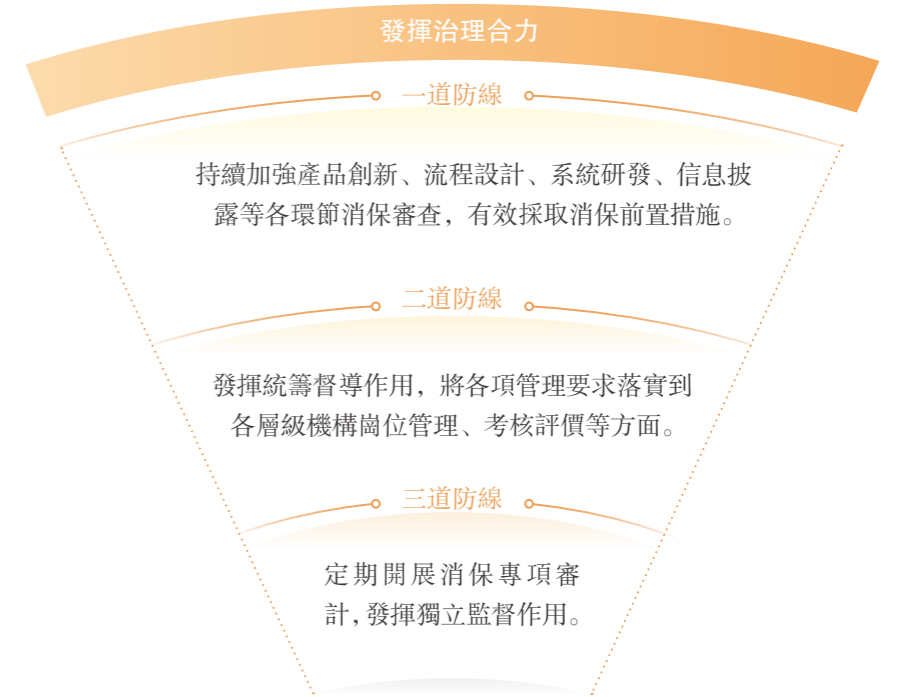 發揮治理合力
一道防線
持續加強產品創新、流程設計、系統研發、信息披
露等各環節消保審查，有效採取消保前置措施。
二道防線
發揮統籌督導作用，將各項管理要求落實到
各層級機構崗位管理、考核評價等方面。
三道防線
定期開展消保專項審
計，發揮獨立監督作用。